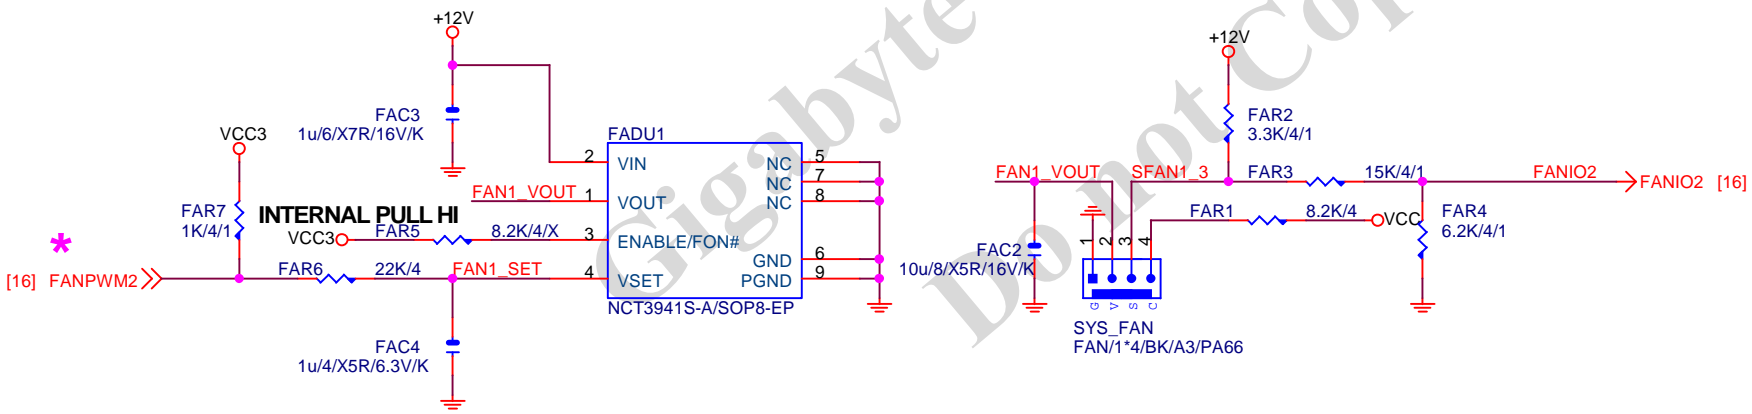 +12V
+12V
FAC3
1u/6/X7R/16V/K
VCC3
FADU1
FAR2
3.3K/4/1
2 VIN
NC 5
NC 7
NC 8
FAN1_VOUT 1 VOUT
FAN1_VOUT
SFAN1_3
FAR3 15K/4/1
FANIO2
FANIO2 [16]
FAR7
1K/4/1
INTERNAL PULL HI
VCC3
FAR5 8.2K/4/X
3 ENABLE/FON#
FAR1 8.2K/4
VCC
FAR4
6.2K/4/1
*
[16] FANPWM2
FAR6 22K/4
FAN1_SET
4 VSET
GND 6
PGND 9
NCT3941S-A/SOP8-EP
FAC2
10u/8/X5R/16V/K
1 2 3 4
G V S C
SYS_FAN
FAN/1*4/BK/A3/PA66
FAC4
1u/4/X5R/6.3V/K
Gigabyte
Do not Cop